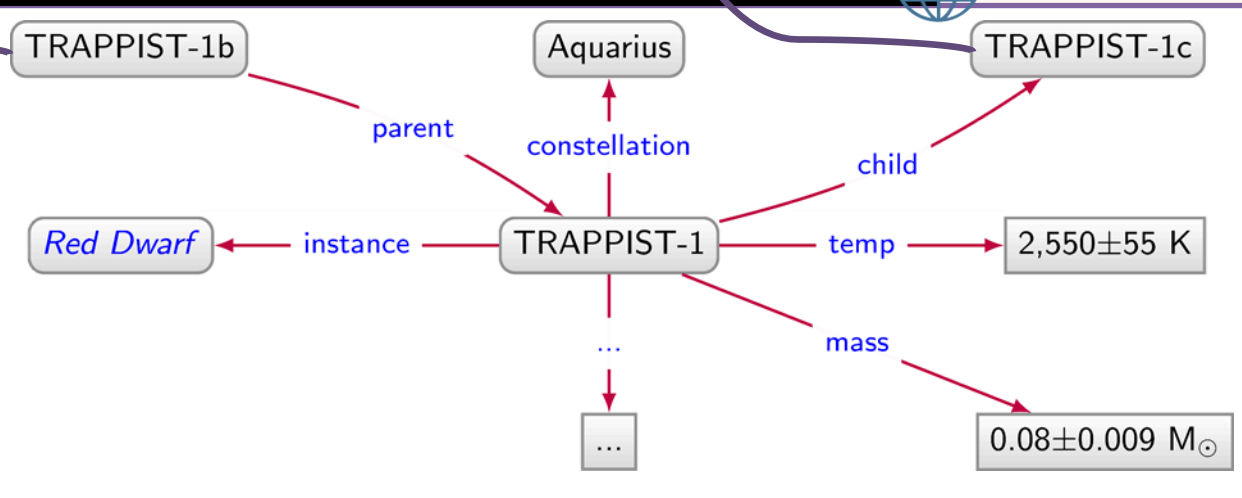 TRAPPIST-1b
Aquarius
TRAPPIST-1c
parent
constellation
child
Red Dwarf
instance
TRAPPIST-1
temp
2,550±55 K
...
mass
...
0.08±0.009 M☉